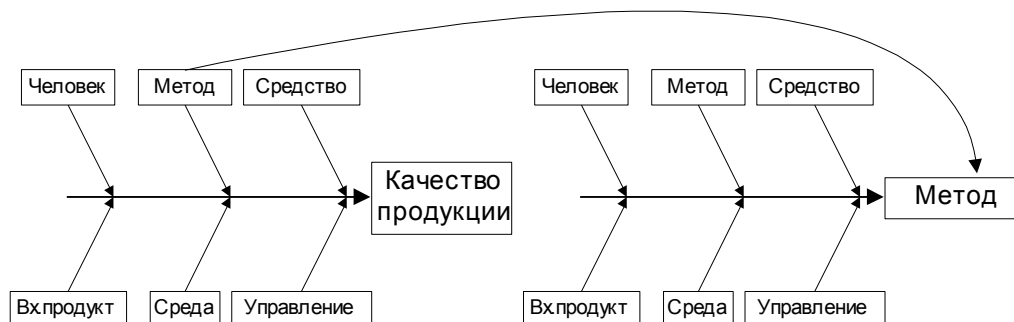 Человек
Метод
Средство
Качество
продукции
Вх.продукт
Среда
Управление
Человек
Метод
Средство
Метод
Вх.продукт
Среда
Управление